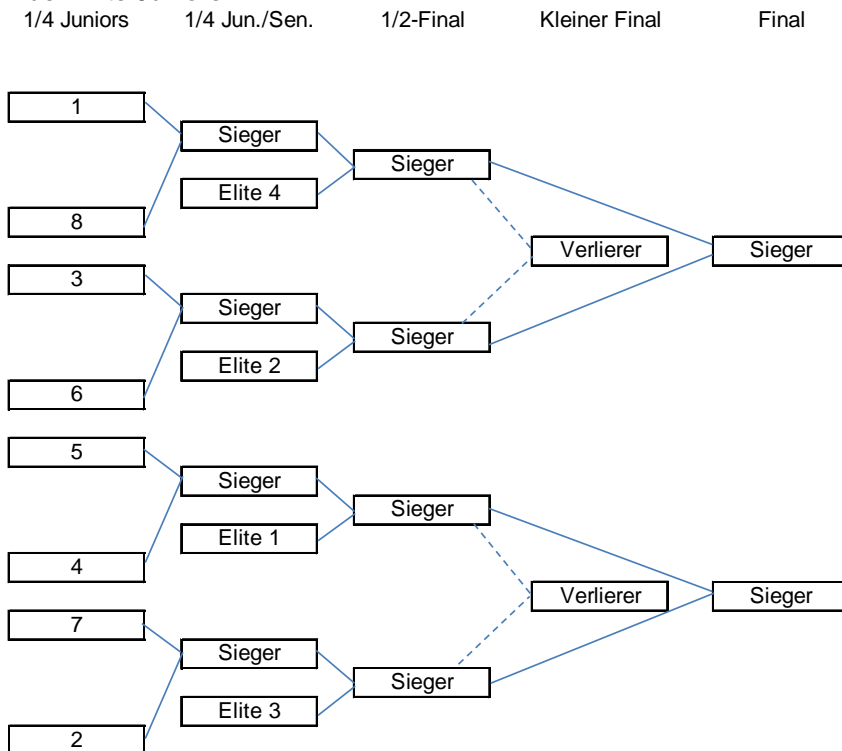 1/4 Juniors 1/4 Jun./Sen. 1/2-Final Kleiner Final Final
1
Sieger
Sieger
Elite 4
8
Verlierer Sieger
3
Sieger
Sieger
Elite 2
6
5
Sieger
Sieger
Elite 1
4
Verlierer Sieger
7
Sieger
Sieger
Elite 3
2